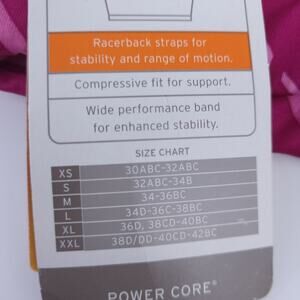 Racerback straps for
stability and range of motion.
Compressive fit for support.
Wide performance band
for enhanced stability.
SIZE CHART
XS 30ABC-32ABC
S 32ABC-34B
M 34-36BC
L 34D-36C-38BC
XL 36D, 38CD-40BC
XXL 38D/DD-40CD-42BC
POWER CORE®